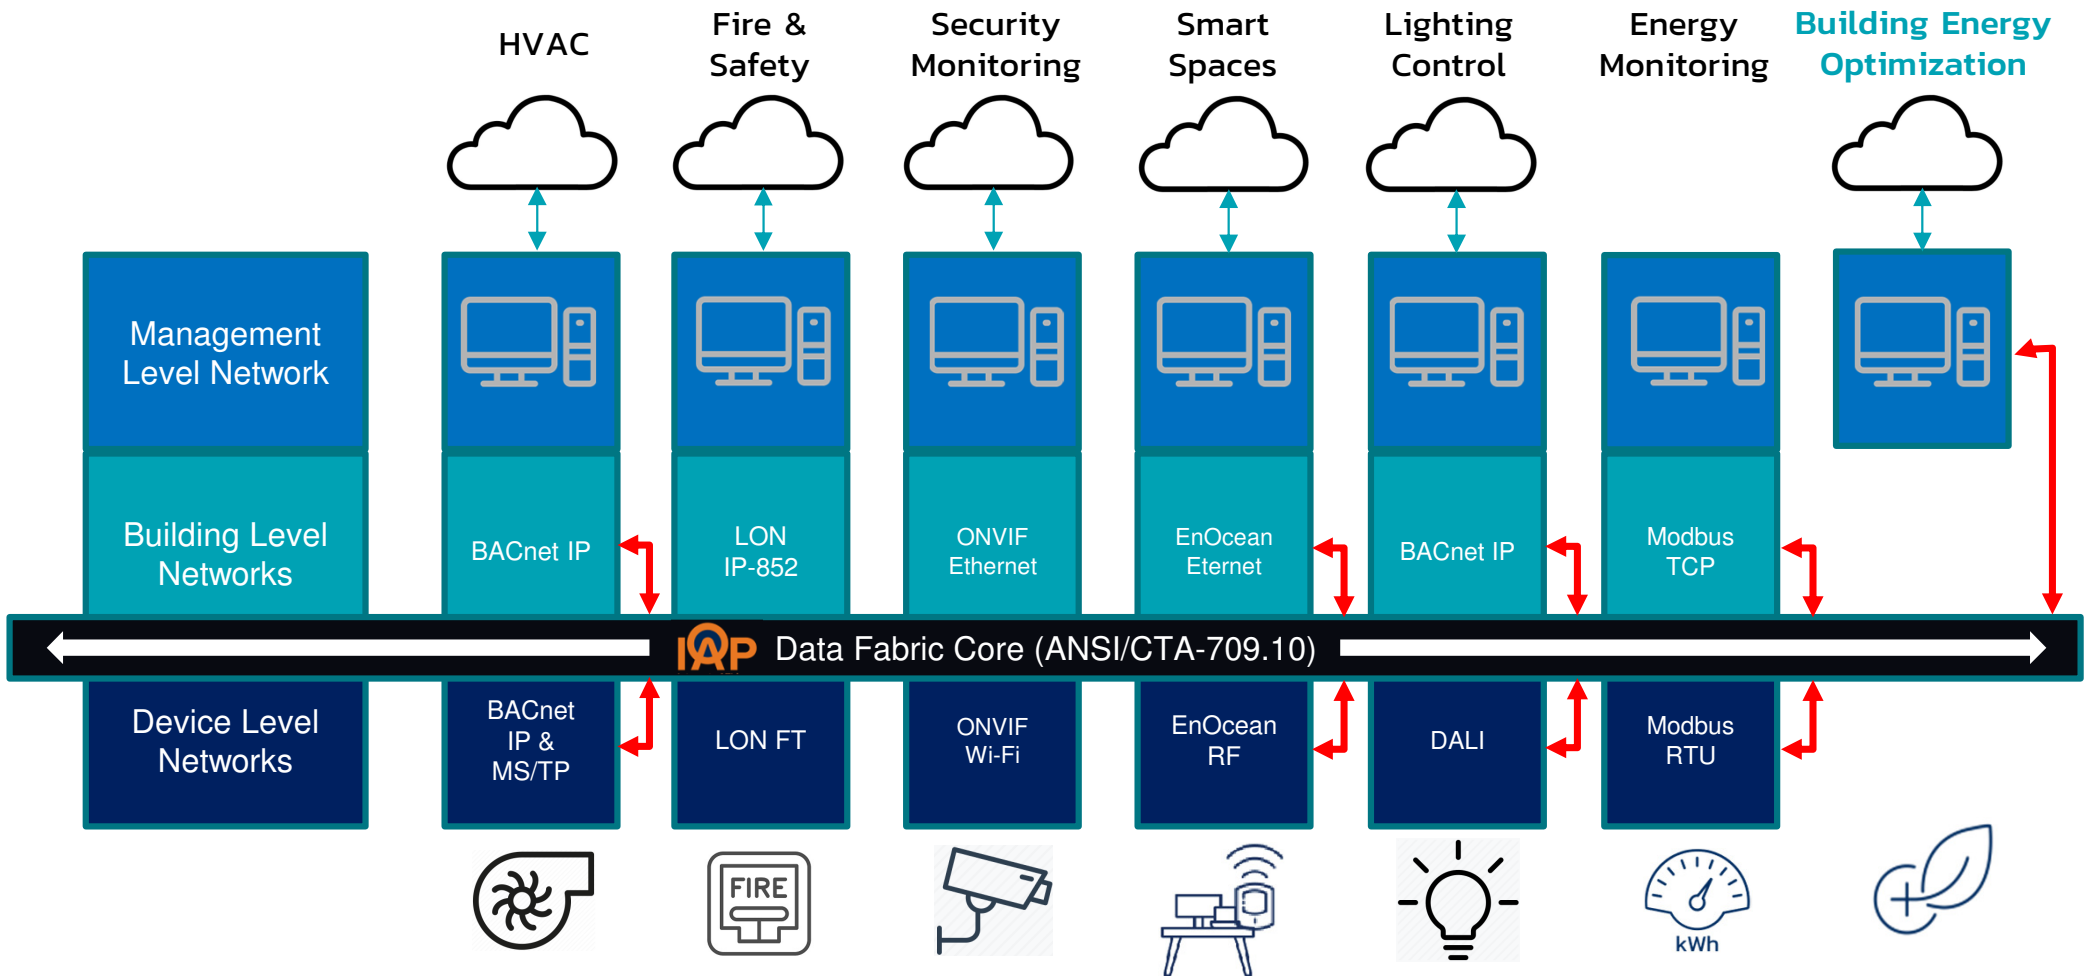 HVAC
Fire &
Safety
Security
Monitoring
Smart
Spaces
Lighting
Control
Energy
Monitoring
Building Energy
Optimization
Management
Level Network
Building Level
Networks
BACnet IP
LON
IP-852
ONVIF
Ethernet
EnOcean
Eternet
BACnet IP
Modbus
TCP
IAP Data Fabric Core (ANSI/CTA-709.10)
Device Level
Networks
BACnet
IP &
MS/TP
LON FT
ONVIF
Wi-Fi
EnOcean
RF
DALI
Modbus
RTU
FIRE
kWh